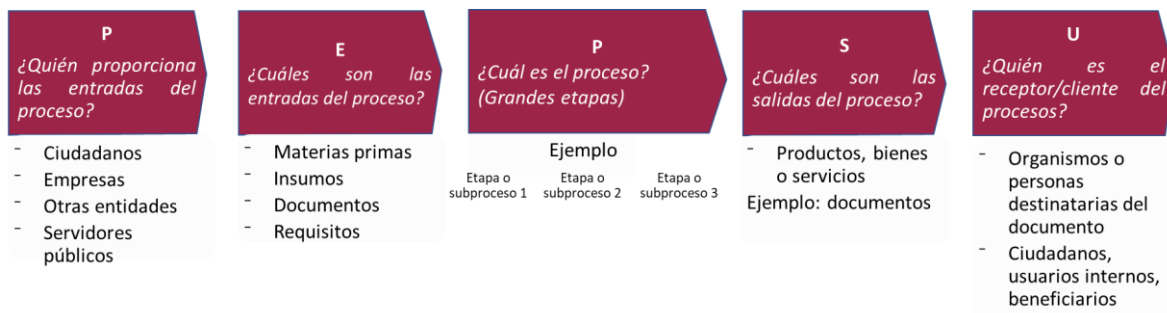 P
¿Quién proporciona
las entradas del
proceso?
- Ciudadanos
- Empresas
- Otras entidades
- Servidores
públicos
E
¿Cuáles son las
entradas del proceso?
- Materias primas
- Insumos
- Documentos
- Requisitos
P
¿Cuál es el proceso?
(Grandes etapas)
Ejemplo
Etapa o
subproceso 1
Etapa o
subproceso 2
Etapa o
subproceso 3
S
¿Cuáles son las
salidas del proceso?
- Productos, bienes
o servicios
Ejemplo: documentos
U
¿Quién es el
receptor/cliente del
procesos?
- Organismos o
personas
destinatarias del
documento
- Ciudadanos,
usuarios internos,
beneficiarios